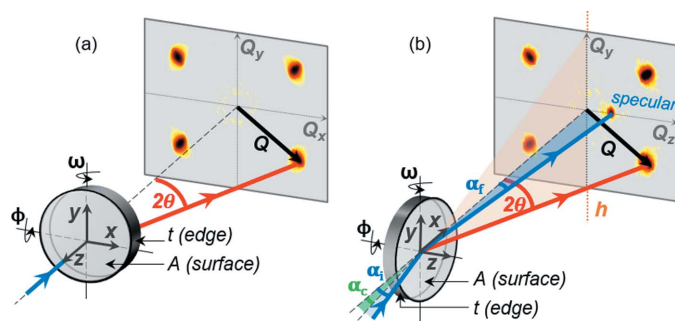 (a)
Qy
Qx
Q
2θ
ω
ϕ
y
x
z
t (edge)
A (surface)
(b)
Qy
specular
Qz
Q
αf
2θ
h
ω
ϕ
y
x
z
αi
αc
A (surface)
t (edge)